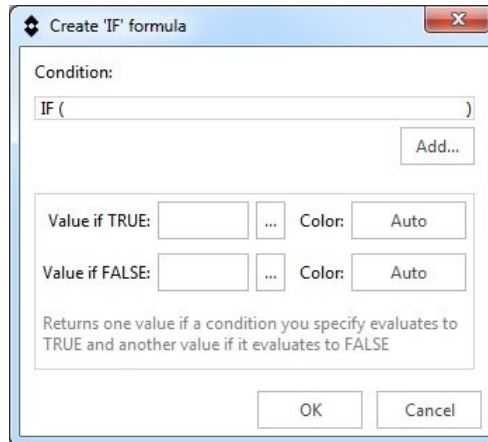 Create 'IF' formula
Condition:
IF ( )
Add...
Value if TRUE: ... Color: Auto
Value if FALSE: ... Color: Auto
Returns one value if a condition you specify evaluates to
TRUE and another value if it evaluates to FALSE
OK Cancel